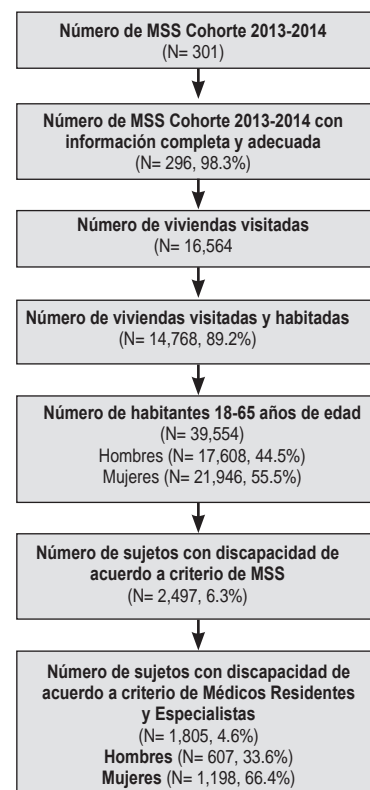 Número de MSS Cohorte 2013-2014
(N= 301)
Número de MSS Cohorte 2013-2014 con
información completa y adecuada
(N= 296, 98.3%)
Número de viviendas visitadas
(N= 16,564
Número de viviendas visitadas y habitadas
(N= 14,768, 89.2%)
Número de habitantes 18-65 años de edad
(N= 39,554)
Hombres (N= 17,608, 44.5%)
Mujeres (N= 21,946, 55.5%)
Número de sujetos con discapacidad de
acuerdo a criterio de MSS
(N= 2,497, 6.3%)
Número de sujetos con discapacidad de
acuerdo a criterio de Médicos Residentes
y Especialistas
(N= 1,805, 4.6%)
Hombres (N= 607, 33.6%)
Mujeres (N= 1,198, 66.4%)